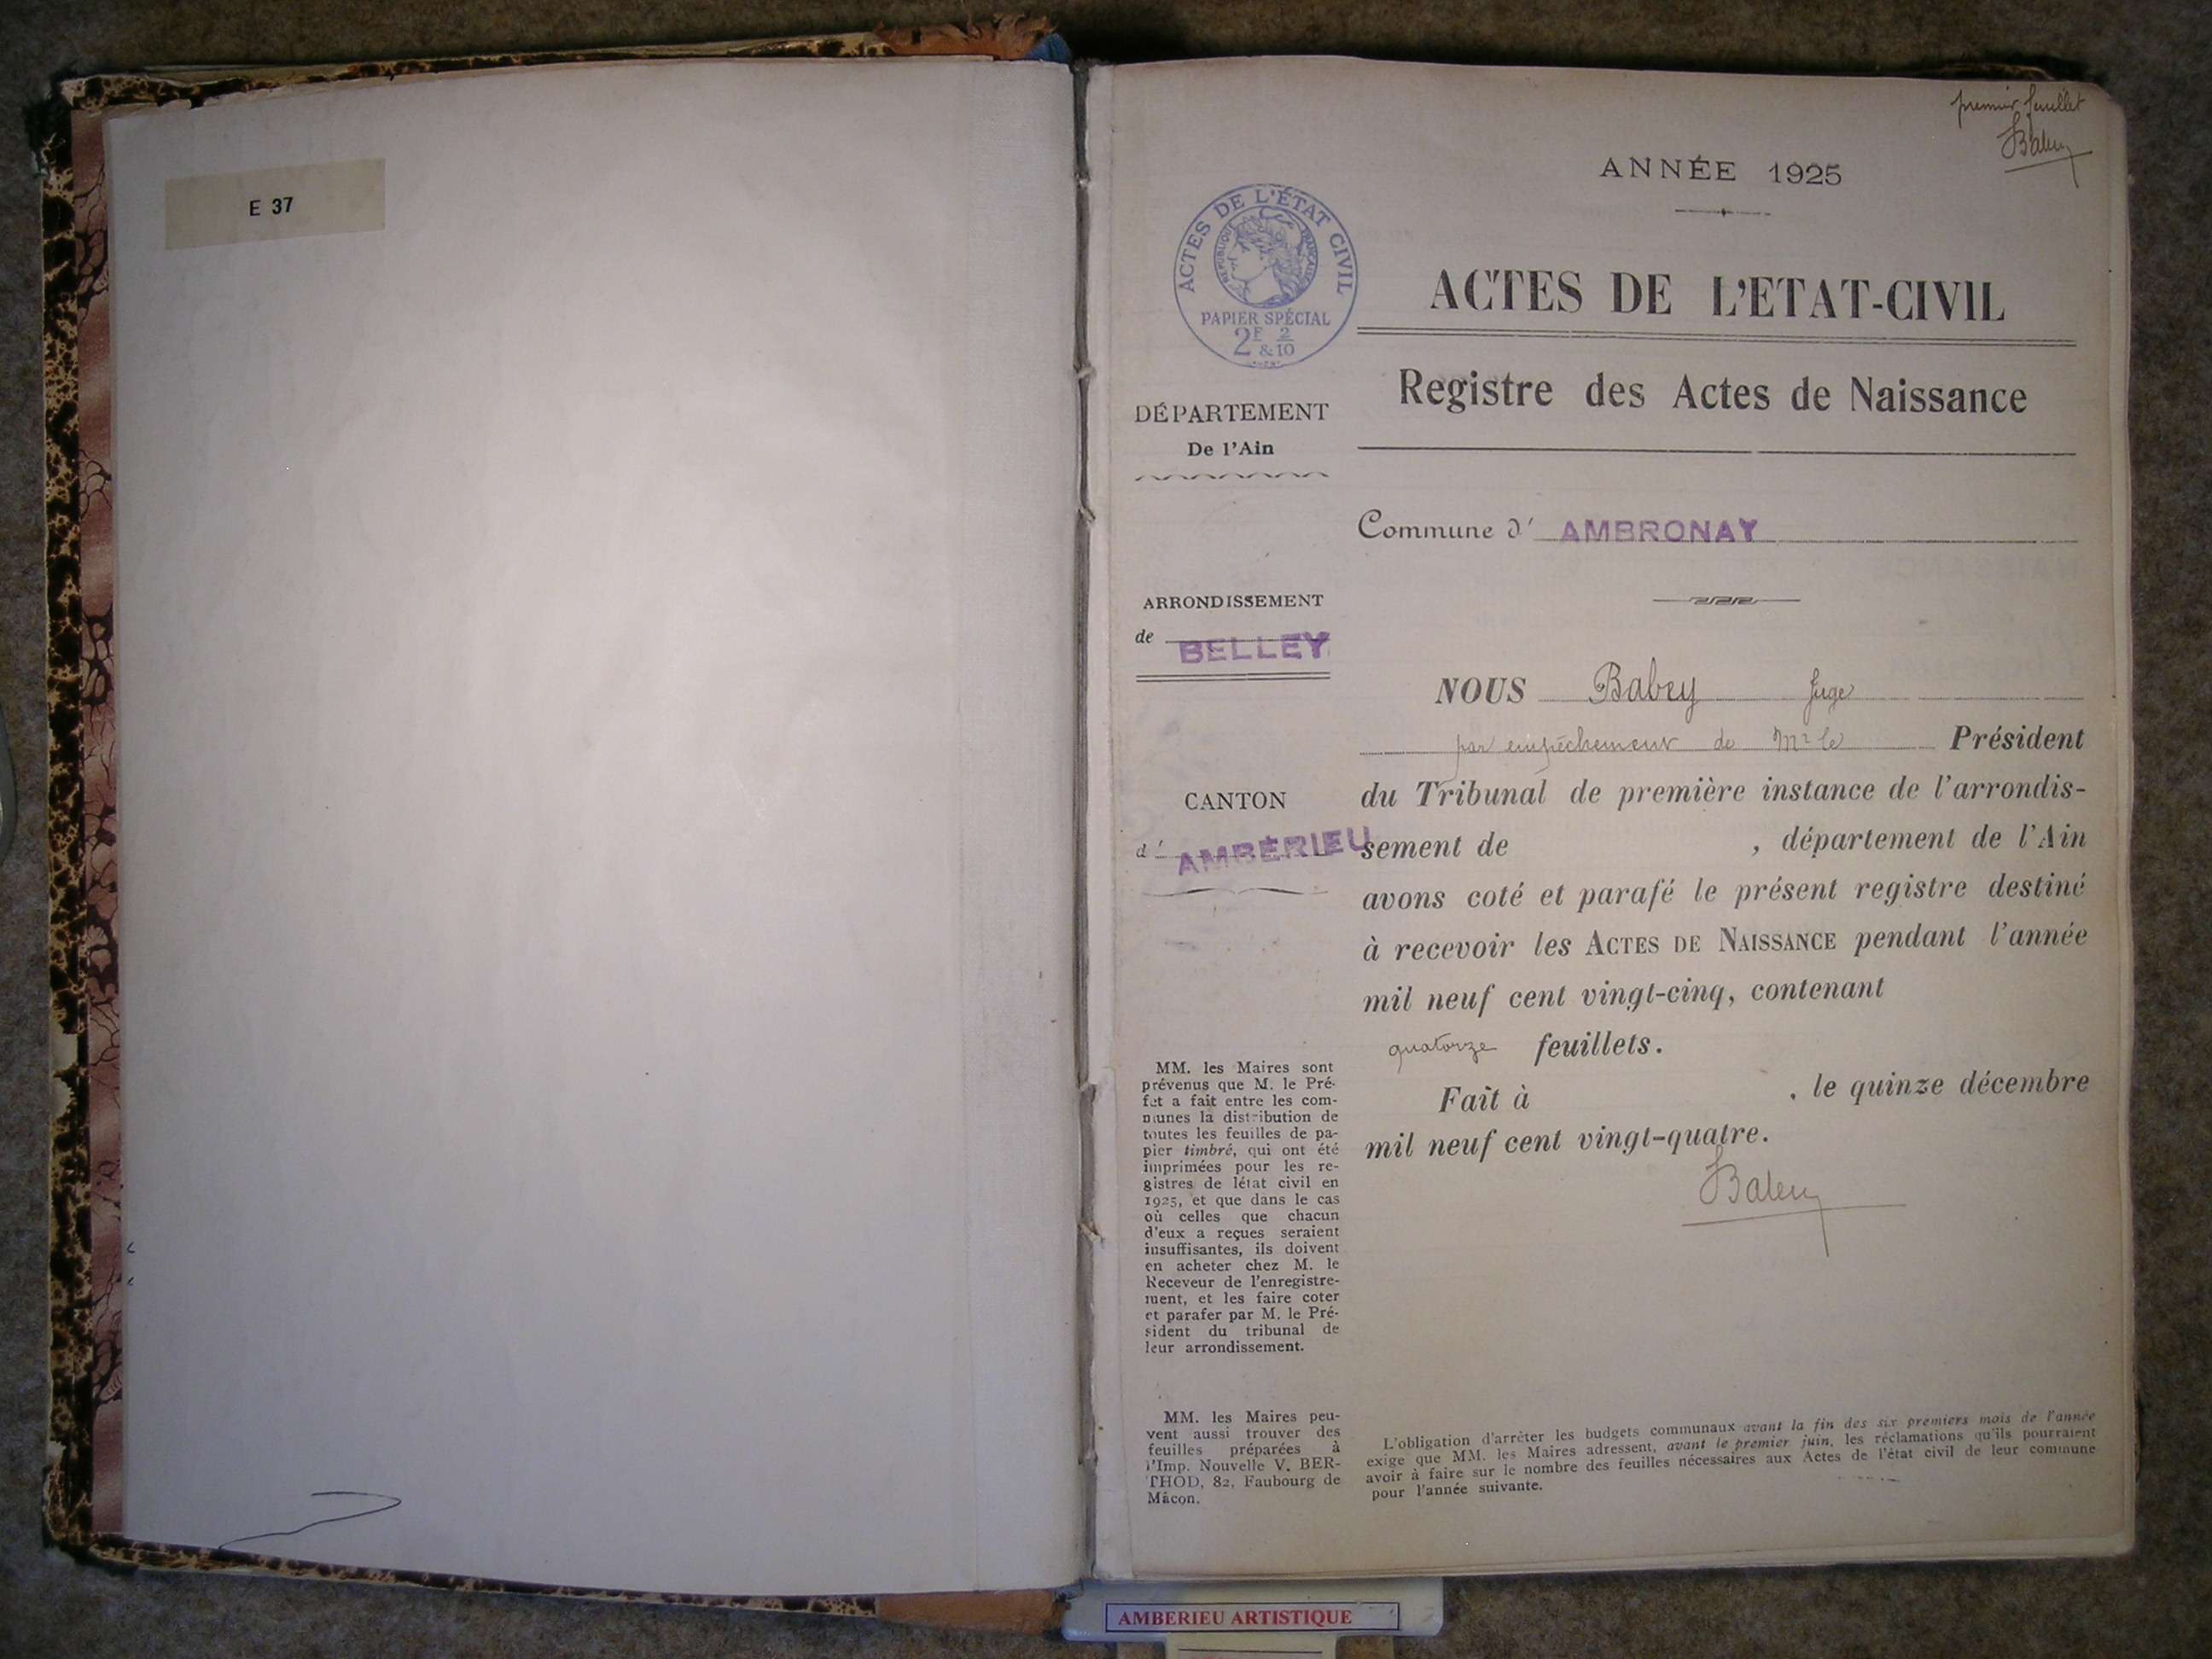 E 37
premier feuillet
Babey
ANNÉE 1925
ACTES DE L'ÉTAT CIVIL
RÉPUBLIQUE FRANÇAISE
PAPIER SPÉCIAL
2F & 2/10
ACTES DE L'ETAT-CIVIL
Registre des Actes de Naissance
DÉPARTEMENT
De l'Ain
Commune d' AMBRONAY
ARRONDISSEMENT
de BELLEY
CANTON
d' AMBÉRIEU
NOUS Babey Juge
par empêchement de Mr le Président
du Tribunal de première instance de l'arrondis-
sement de , département de l'Ain
avons coté et parafé le présent registre destiné
à recevoir les ACTES DE NAISSANCE pendant l'année
mil neuf cent vingt-cinq, contenant
quatorze feuillets.
Fait à , le quinze décembre
mil neuf cent vingt-quatre.
Babey
MM. les Maires sont
prévenus que M. le Pré-
fet a fait entre les com-
munes la distribution de
toutes les feuilles de pa-
pier timbré, qui ont été
imprimées pour les re-
gistres de létat civil en
1925, et que dans le cas
où celles que chacun
d'eux a reçues seraient
insuffisantes, ils doivent
en acheter chez M. le
Receveur de l'enregistre-
ment, et les faire coter
et parafer par M. le Pré-
sident du tribunal de
leur arrondissement.
MM. les Maires peu-
vent aussi trouver des
feuilles préparées à
l'Imp. Nouvelle V. BER-
THOD, 82, Faubourg de
Mâcon.
L'obligation d'arrêter les budgets communaux avant la fin des six premiers mois de l'année
exige que MM. les Maires adressent, avant le premier juin, les réclamations qu'ils pourraient
avoir à faire sur le nombre des feuilles nécessaires aux Actes de l'état civil de leur commune
pour l'année suivante.
AMBERIEU ARTISTIQUE